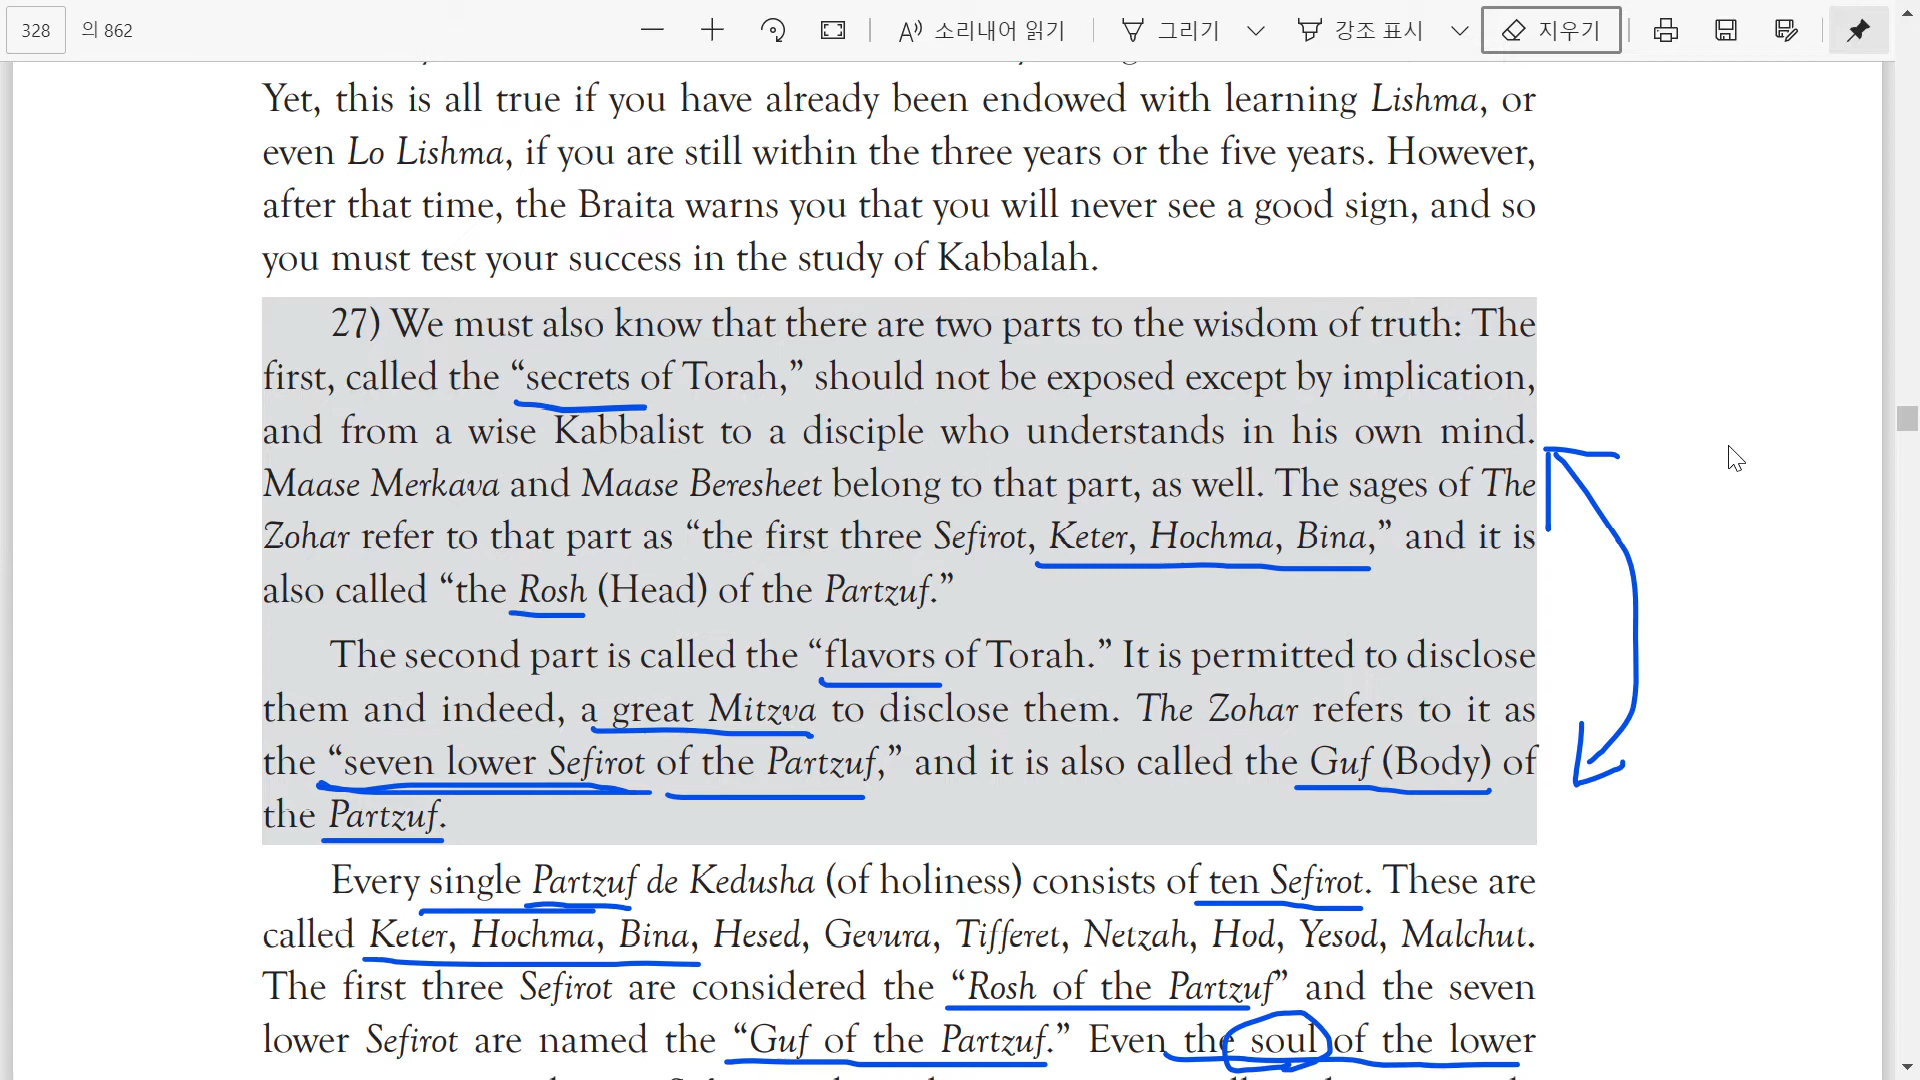 328 의 862 소리내어 읽기 그리기 강조 표시 지우기
Yet, this is all true if you have already been endowed with learning Lishma, or
even Lo Lishma, if you are still within the three years or the five years. However,
after that time, the Braita warns you that you will never see a good sign, and so
you must test your success in the study of Kabbalah.
27) We must also know that there are two parts to the wisdom of truth: The
first, called the “secrets of Torah,” should not be exposed except by implication,
and from a wise Kabbalist to a disciple who understands in his own mind.
Maase Merkava and Maase Beresheet belong to that part, as well. The sages of The
Zohar refer to that part as “the first three Sefirot, Keter, Hochma, Bina,” and it is
also called “the Rosh (Head) of the Partzuf.”
The second part is called the “flavors of Torah.” It is permitted to disclose
them and indeed, a great Mitzva to disclose them. The Zohar refers to it as
the “seven lower Sefirot of the Partzuf,” and it is also called the Guf (Body) of
the Partzuf.
Every single Partzuf de Kedusha (of holiness) consists of ten Sefirot. These are
called Keter, Hochma, Bina, Hesed, Gevura, Tifferet, Netzah, Hod, Yesod, Malchut.
The first three Sefirot are considered the “Rosh of the Partzuf” and the seven
lower Sefirot are named the “Guf of the Partzuf.” Even the soul of the lower